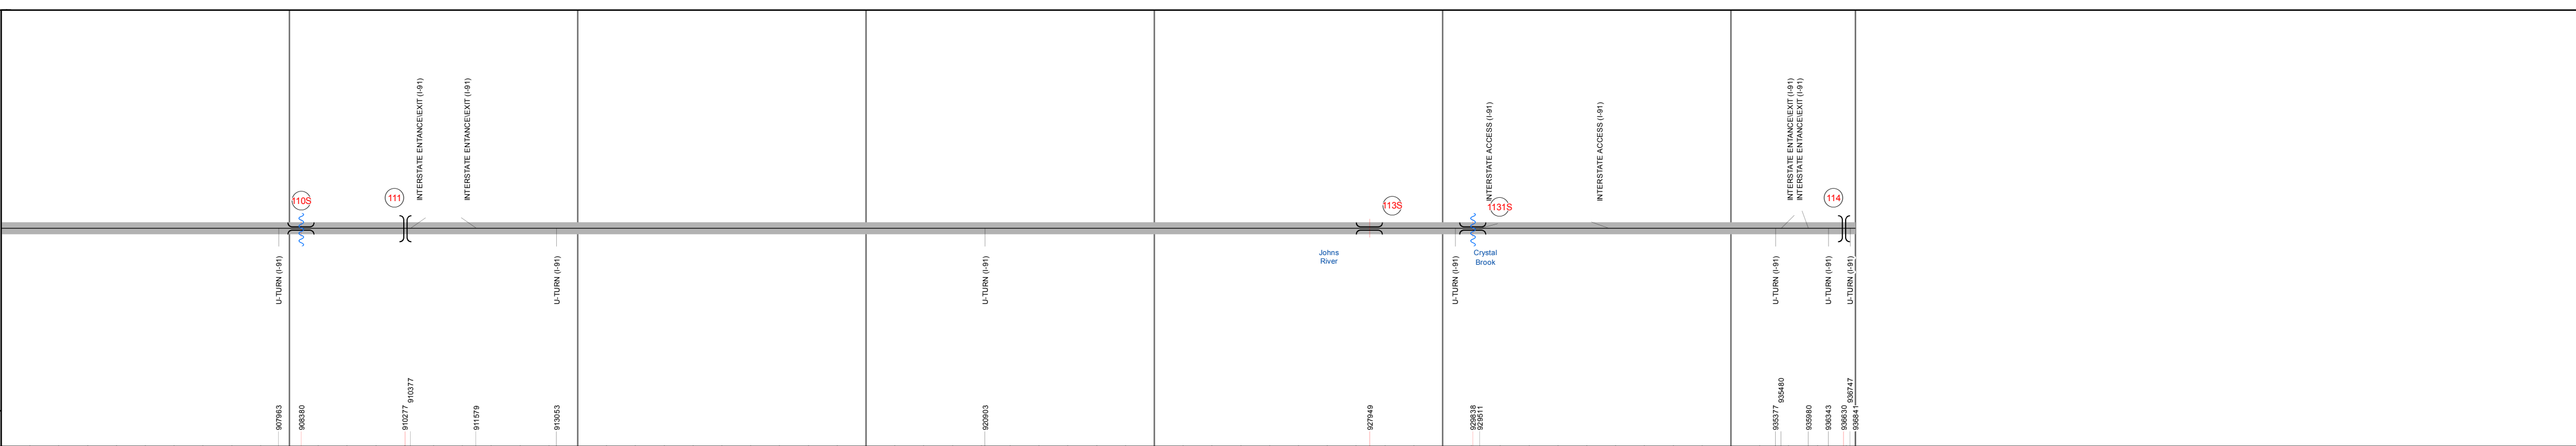 INTERSTATE ENTANCE\EXIT (I-91)
INTERSTATE ENTANCE\EXIT (I-91)
INTERSTATE ACCESS (I-91)
INTERSTATE ACCESS (I-91)
INTERSTATE ENTANCE\EXIT (I-91)
INTERSTATE ENTANCE\EXIT (I-91)
110S
111
113S
1131S
114
Johns
River
Crystal
Brook
U-TURN (I-91)
U-TURN (I-91)
U-TURN (I-91)
U-TURN (I-91)
U-TURN (I-91)
U-TURN (I-91)
U-TURN (I-91)
907963
908380
910277
910377
911579
913053
920903
927949
929838
929511
935377
935480
935980
936343
936630
936747
936841